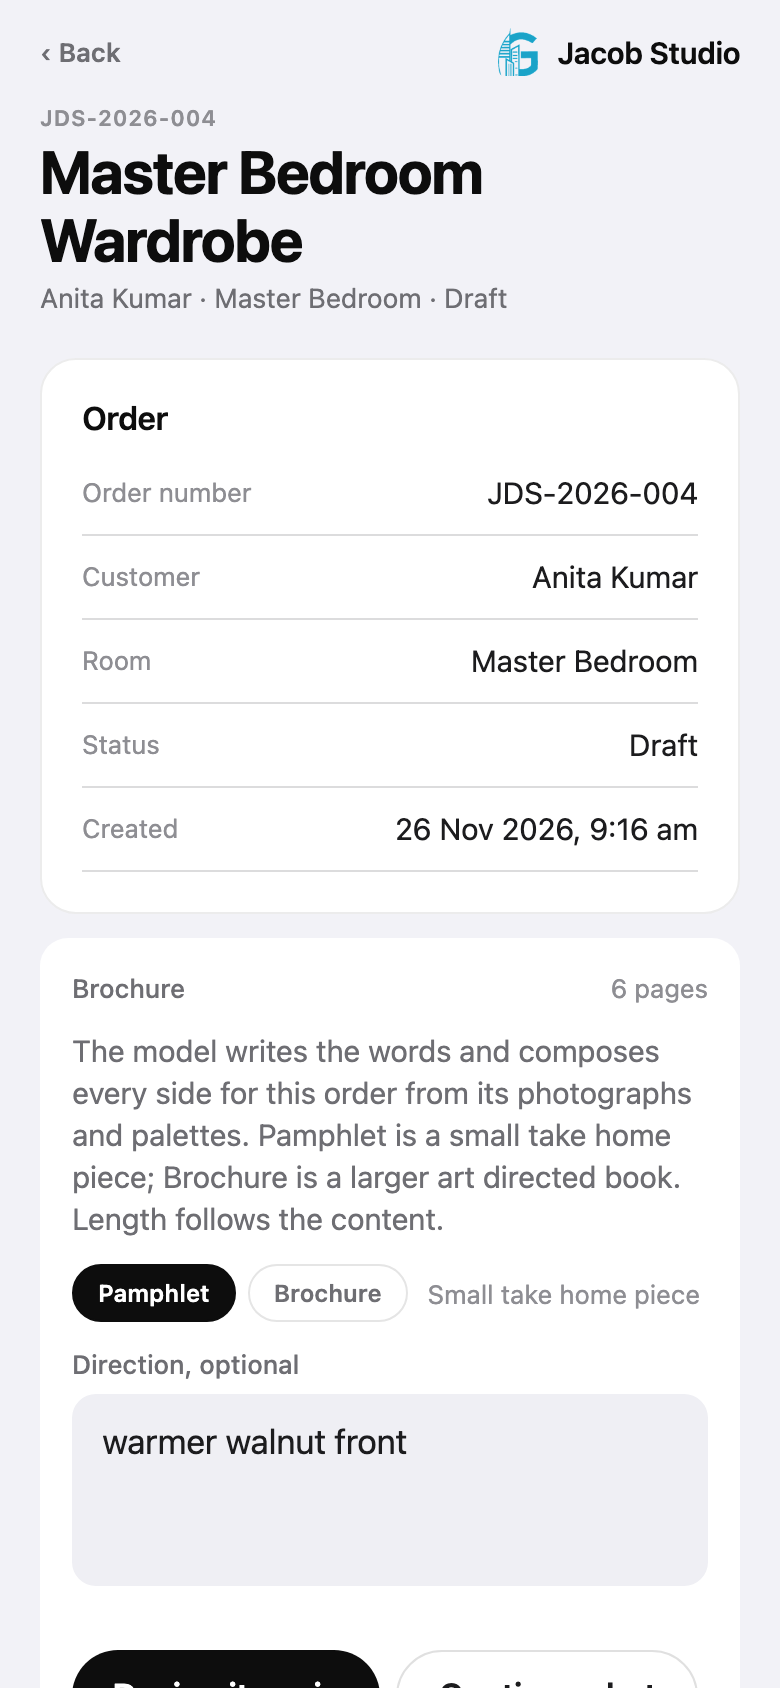 ‹ Back
Jacob Studio
JDS-2026-004
Master Bedroom
Wardrobe
Anita Kumar · Master Bedroom · Draft
Order
Order number JDS-2026-004
Customer Anita Kumar
Room Master Bedroom
Status Draft
Created 26 Nov 2026, 9:16 am
Brochure 6 pages
The model writes the words and composes
every side for this order from its photographs
and palettes. Pamphlet is a small take home
piece; Brochure is a larger art directed book.
Length follows the content.
Pamphlet Brochure Small take home piece
Direction, optional
warmer walnut front